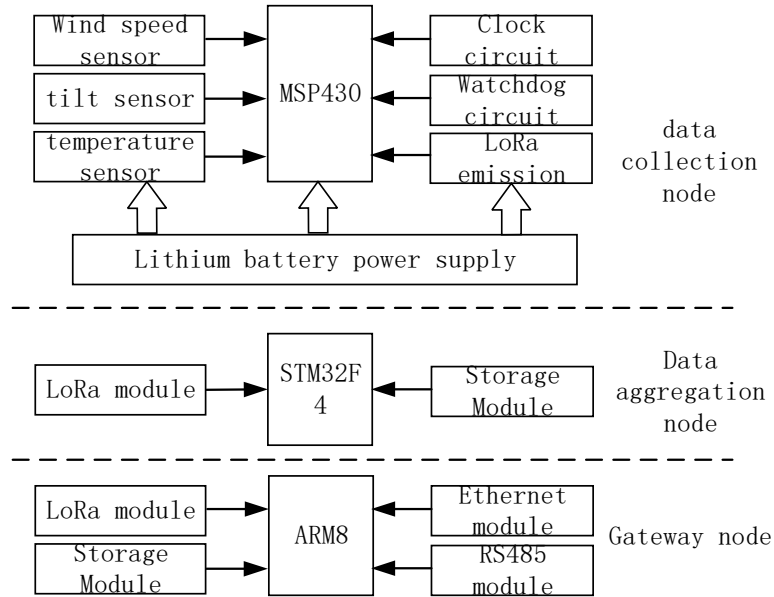 Wind speed
sensor
tilt sensor
temperature
sensor
MSP430
Clock
circuit
Watchdog
circuit
LoRa
emission
data
collection
node
Lithium battery power supply
LoRa module
STM32F
4
Storage
Module
Data
aggregation
node
LoRa module
Storage
Module
ARM8
Ethernet
module
RS485
module
Gateway node